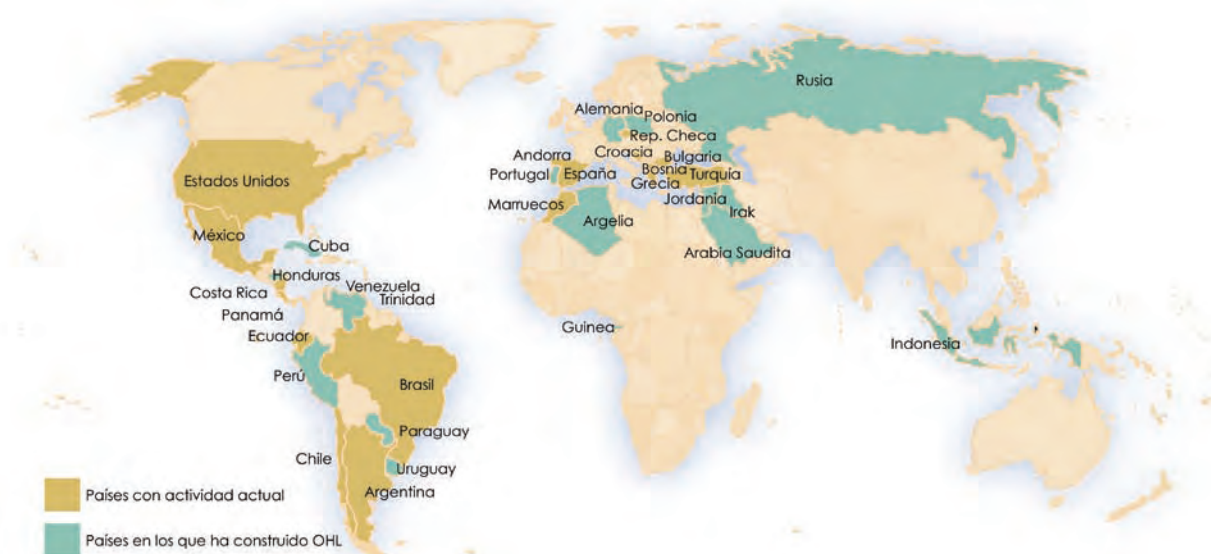 Rusia
Alemania
Polonia
Rep. Checa
Croacia
Bulgaria
Andorra
Bosnia
Portugal
España
Turquía
Grecia
Estados Unidos
Jordania
Marruecos
Irak
Argelia
México
Cuba
Arabia Saudita
Honduras
Venezuela
Costa Rica
Trinidad
Panamá
Guinea
Ecuador
Indonesia
Perú
Brasil
Paraguay
Chile
Uruguay
Argentina
Países con actividad actual
Países en los que ha construido OHL